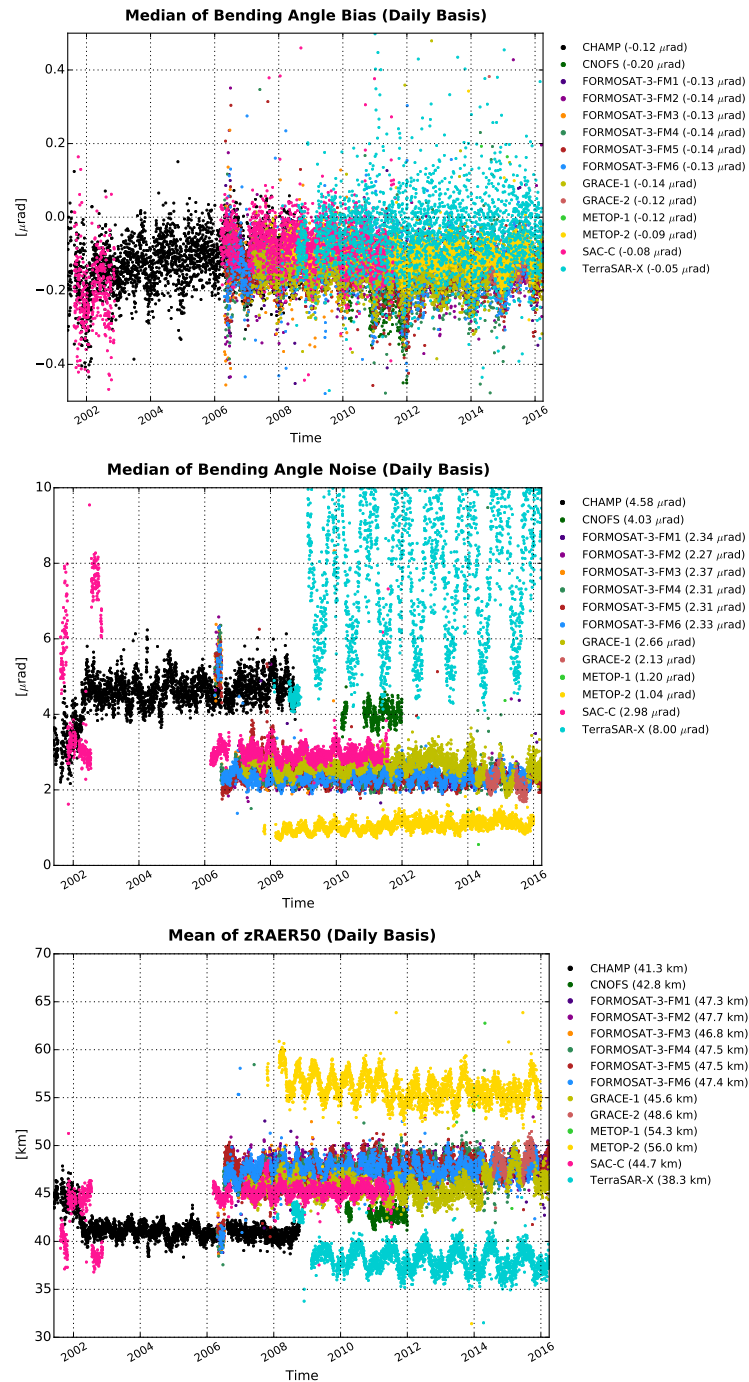 Median of Bending Angle Bias (Daily Basis)
0.4
0.2
0.0
−0.2
−0.4
[μrad]
2002
2004
2006
2008
2010
2012
2014
2016
Time
CHAMP (-0.12 μrad)
CNOFS (-0.20 μrad)
FORMOSAT-3-FM1 (-0.13 μrad)
FORMOSAT-3-FM2 (-0.14 μrad)
FORMOSAT-3-FM3 (-0.13 μrad)
FORMOSAT-3-FM4 (-0.14 μrad)
FORMOSAT-3-FM5 (-0.14 μrad)
FORMOSAT-3-FM6 (-0.13 μrad)
GRACE-1 (-0.14 μrad)
GRACE-2 (-0.12 μrad)
METOP-1 (-0.12 μrad)
METOP-2 (-0.09 μrad)
SAC-C (-0.08 μrad)
TerraSAR-X (-0.05 μrad)
Median of Bending Angle Noise (Daily Basis)
10
8
6
4
2
0
[μrad]
2002
2004
2006
2008
2010
2012
2014
2016
Time
CHAMP (4.58 μrad)
CNOFS (4.03 μrad)
FORMOSAT-3-FM1 (2.34 μrad)
FORMOSAT-3-FM2 (2.27 μrad)
FORMOSAT-3-FM3 (2.37 μrad)
FORMOSAT-3-FM4 (2.31 μrad)
FORMOSAT-3-FM5 (2.31 μrad)
FORMOSAT-3-FM6 (2.33 μrad)
GRACE-1 (2.66 μrad)
GRACE-2 (2.13 μrad)
METOP-1 (1.20 μrad)
METOP-2 (1.04 μrad)
SAC-C (2.98 μrad)
TerraSAR-X (8.00 μrad)
Mean of zRAER50 (Daily Basis)
70
65
60
55
50
45
40
35
30
[km]
2002
2004
2006
2008
2010
2012
2014
2016
Time
CHAMP (41.3 km)
CNOFS (42.8 km)
FORMOSAT-3-FM1 (47.3 km)
FORMOSAT-3-FM2 (47.7 km)
FORMOSAT-3-FM3 (46.8 km)
FORMOSAT-3-FM4 (47.5 km)
FORMOSAT-3-FM5 (47.5 km)
FORMOSAT-3-FM6 (47.4 km)
GRACE-1 (45.6 km)
GRACE-2 (48.6 km)
METOP-1 (54.3 km)
METOP-2 (56.0 km)
SAC-C (44.7 km)
TerraSAR-X (38.3 km)